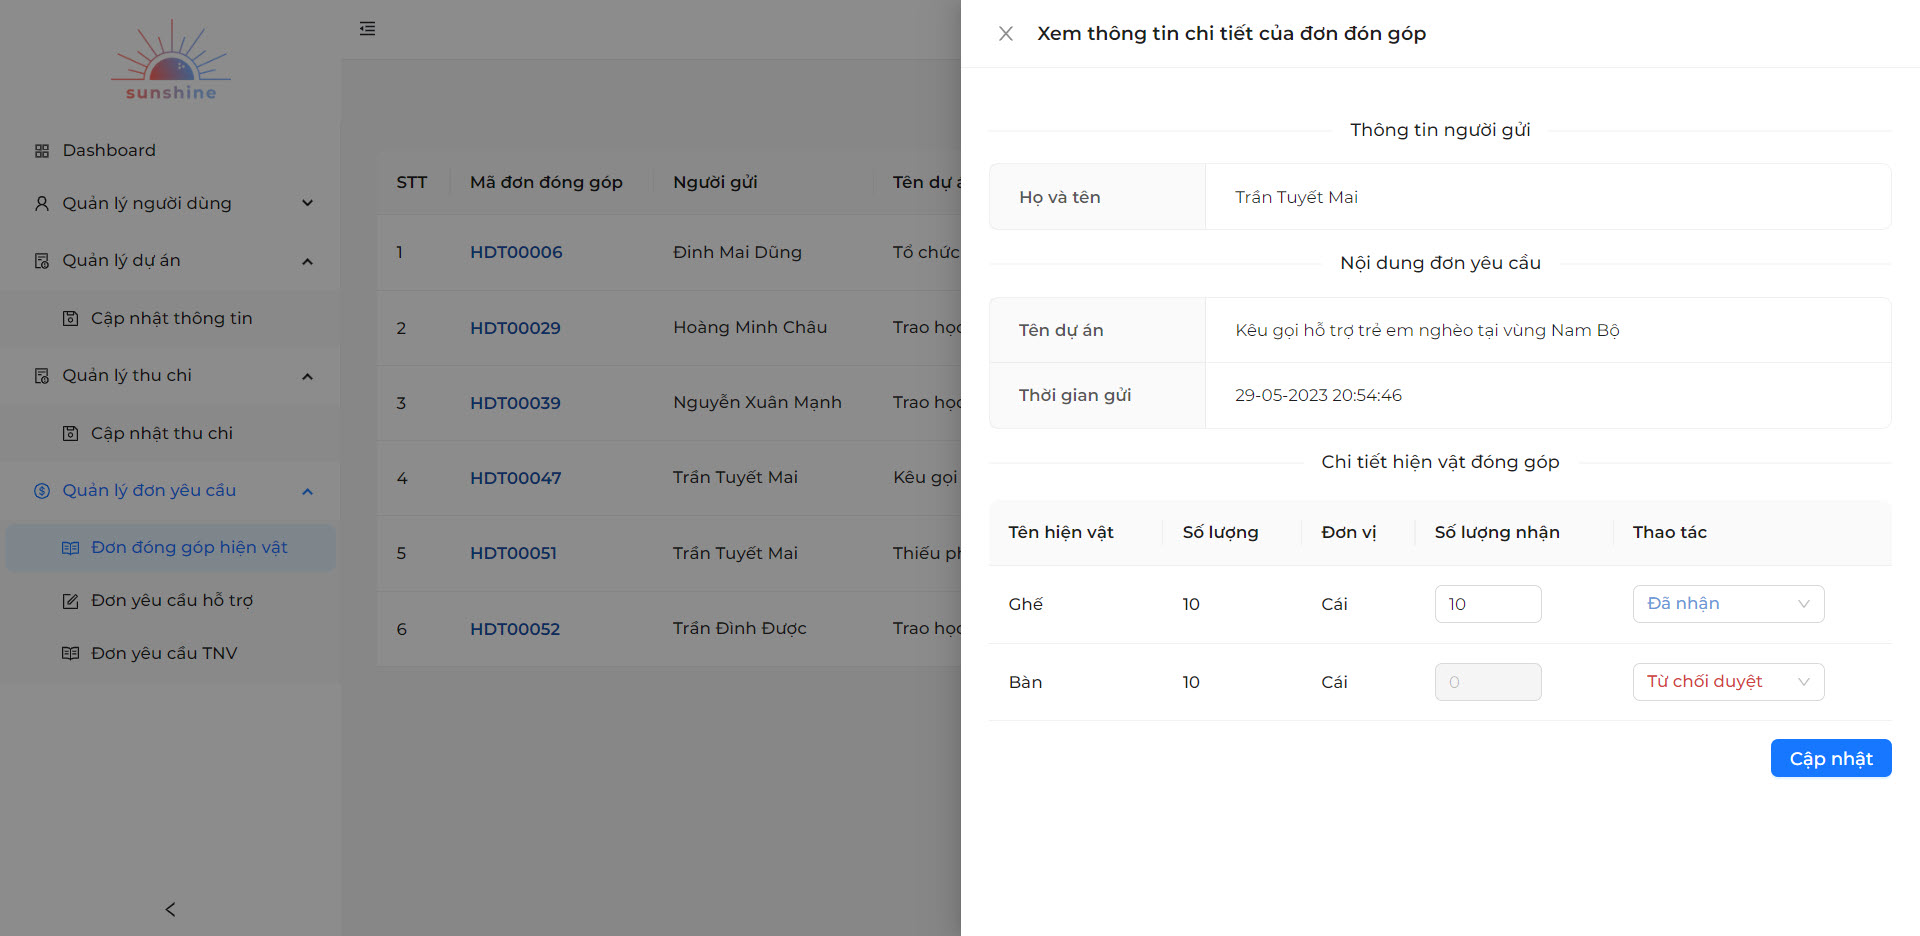 sunshine
Dashboard
Quản lý người dùng
Quản lý dự án
Cập nhật thông tin
Quản lý thu chi
Cập nhật thu chi
Quản lý đơn yêu cầu
Đơn đóng góp hiện vật
Đơn yêu cầu hỗ trợ
Đơn yêu cầu TNV
STT Mã đơn đóng góp Người gửi Tên dự
1 HDT00006 Đinh Mai Dũng Tổ chức
2 HDT00029 Hoàng Minh Châu Trao học
3 HDT00039 Nguyễn Xuân Mạnh Trao học
4 HDT00047 Trần Tuyết Mai Kêu gọi
5 HDT00051 Trần Tuyết Mai Thiếu
6 HDT00052 Trần Đình Được Trao học
Xem thông tin chi tiết của đơn đóng góp
Thông tin người gửi
Họ và tên Trần Tuyết Mai
Nội dung đơn yêu cầu
Tên dự án Kêu gọi hỗ trợ trẻ em nghèo tại vùng Nam Bộ
Thời gian gửi 29-05-2023 20:54:46
Chi tiết hiện vật đóng góp
Tên hiện vật Số lượng Đơn vị Số lượng nhận Thao tác
Ghế 10 Cái 10 Đã nhận
Bàn 10 Cái 0 Từ chối duyệt
Cập nhật